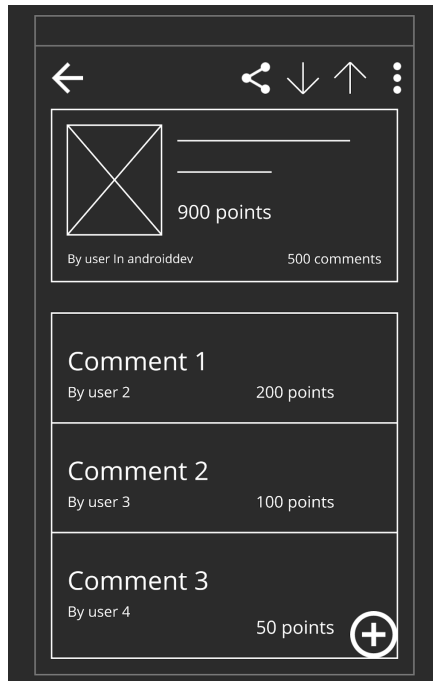 900 points
By user In androiddev 500 comments
Comment 1
By user 2 200 points
Comment 2
By user 3 100 points
Comment 3
By user 4
50 points